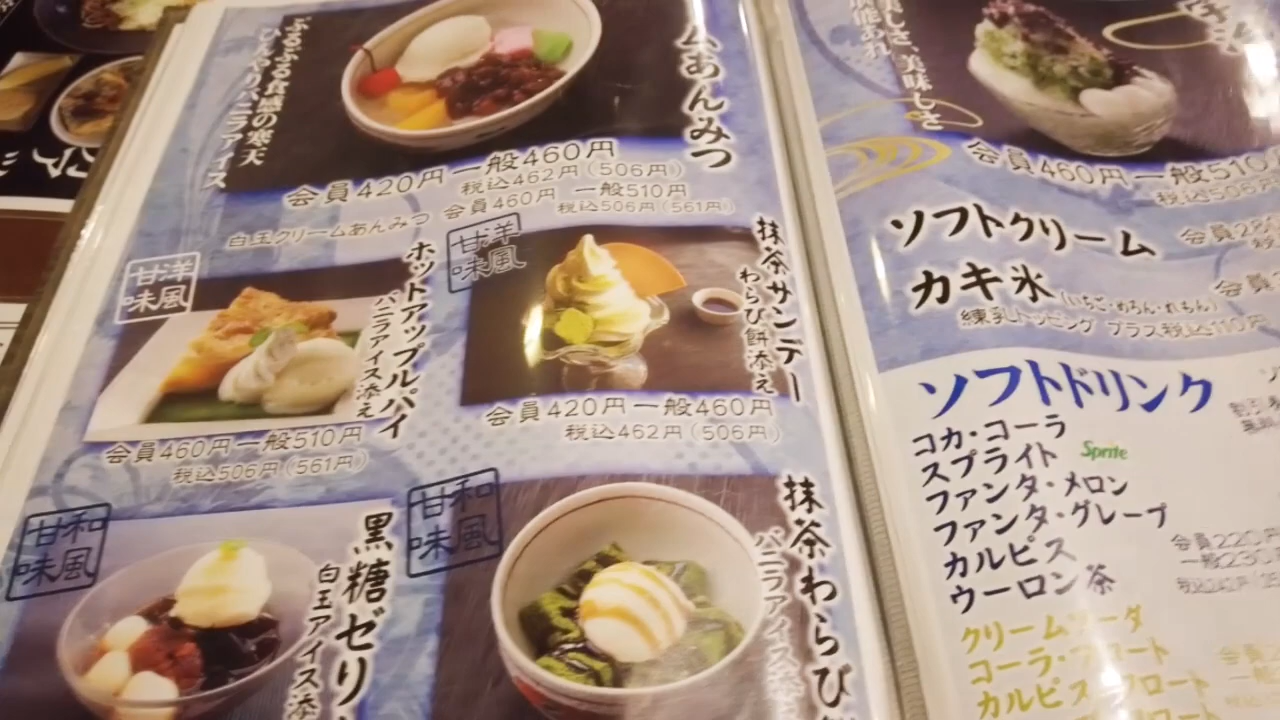 ムあんみつ
ぷるぷる食感の寒天
ひんやりバニラアイス
会員420円 一般460円
税込462円(506円)
白玉クリームあんみつ 会員460円 一般510円
税込506円(561円)
洋風
甘味
ホットアップルパイ
バニラアイス添え
会員460円 一般510円
税込506円(561円)
洋風
甘味
抹茶サンデー
わらび餅添え
会員420円 一般460円
税込462円(506円)
和風
甘味
黒糖ゼリー
白玉アイス添
和風
甘味
抹茶わらび
バニラアイス添
美しさ、美味しさ
会員460円 一般510
税込506円
ソフトクリーム
カキ氷(いちご・めろん・れもん)
練乳トッピング プラス税込110円
ソフトドリンク
コカ・コーラ
スプライト Sprite
ファンタ・メロン
ファンタ・グレープ
カルピス
ウーロン茶
会員220円
一般230円
税込242円
クリームソーダ
コーラ・フロート
カルピス・フロート